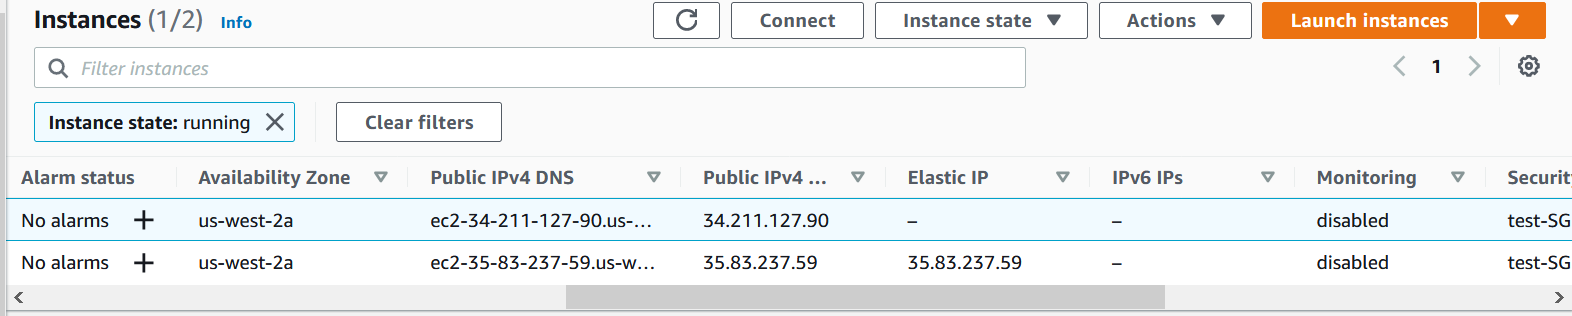 Instances (1/2) Info Connect Instance state Actions Launch instances
Filter instances 1
Instance state: running Clear filters
Alarm status Availability Zone Public IPv4 DNS Public IPv4 ... Elastic IP IPv6 IPs Monitoring Security
No alarms + us-west-2a ec2-34-211-127-90.us-... 34.211.127.90 – – disabled test-SG
No alarms + us-west-2a ec2-35-83-237-59.us-w... 35.83.237.59 35.83.237.59 – disabled test-SG